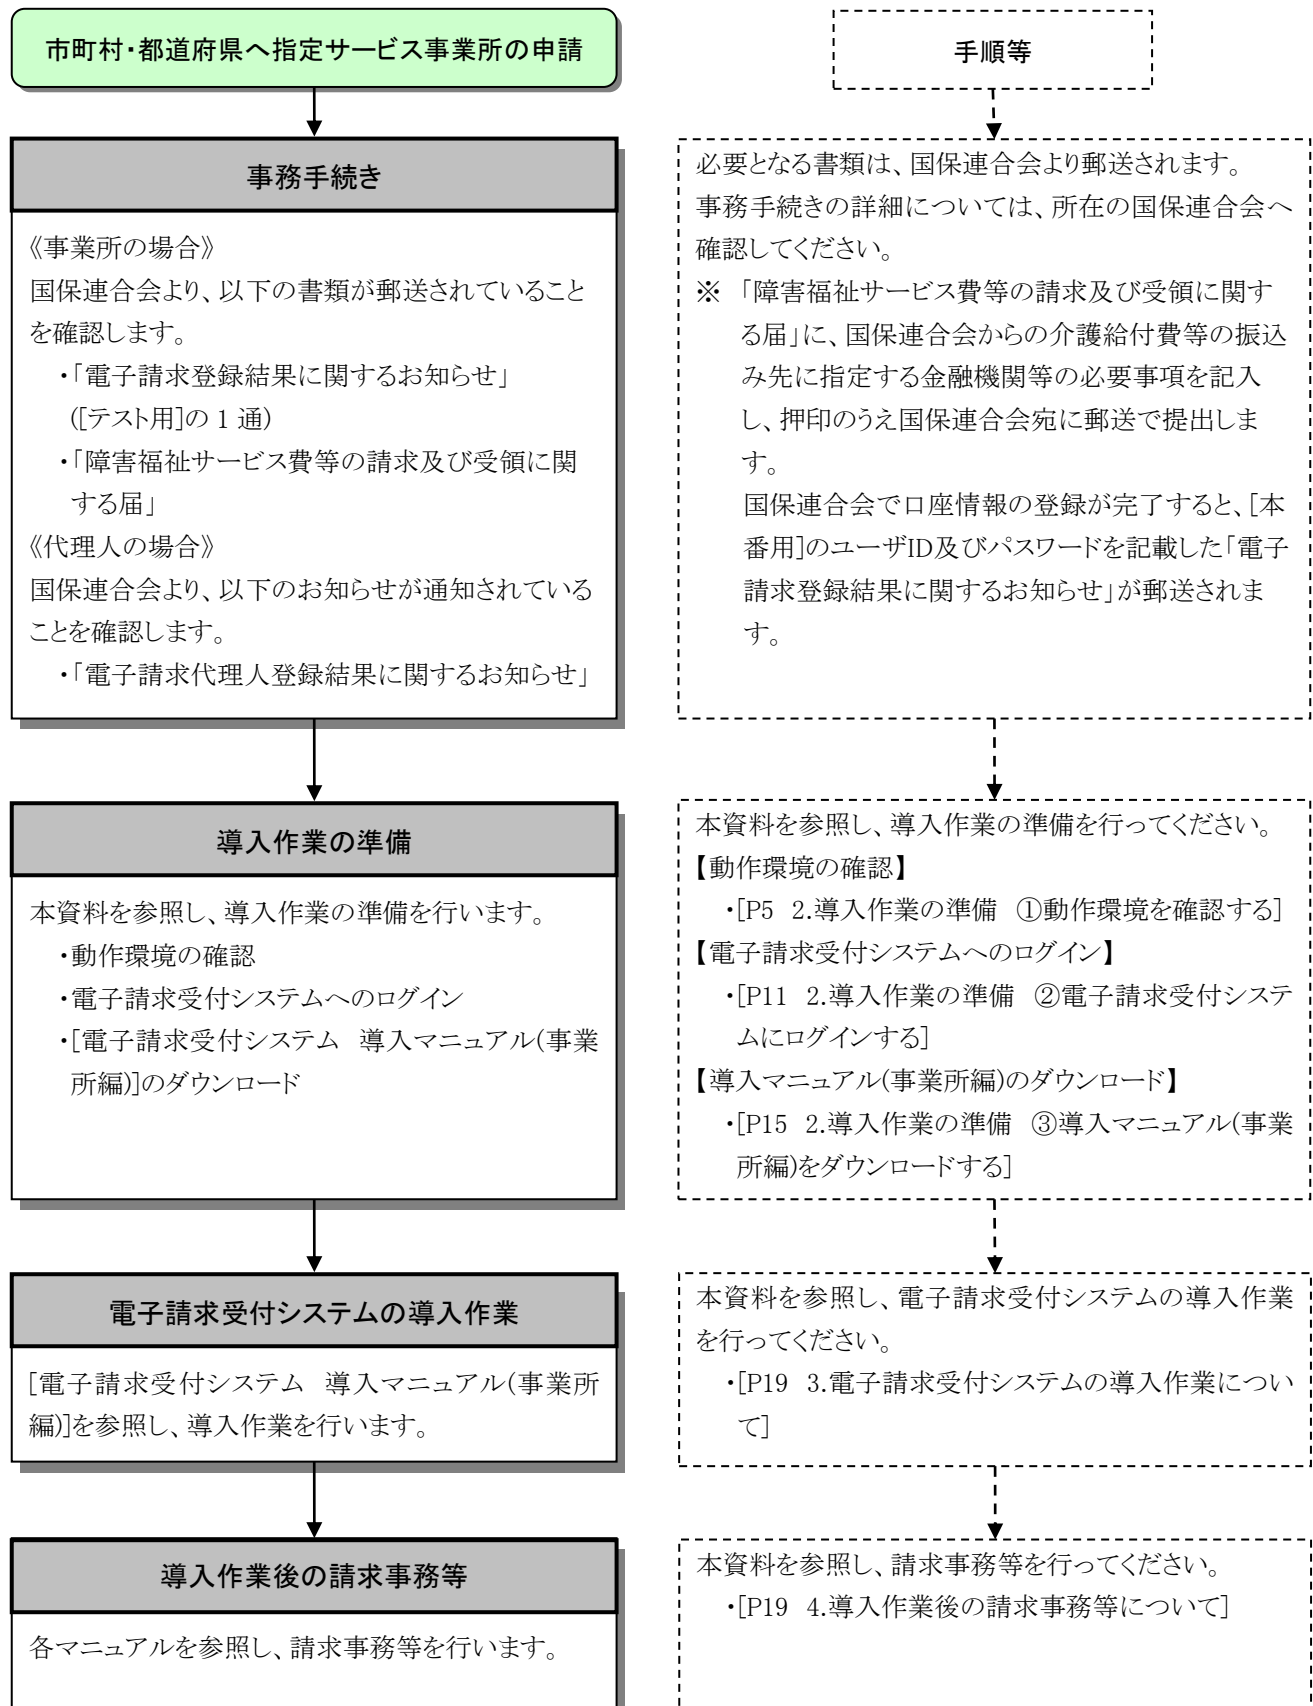 市町村・都道府県へ指定サービス事業所の申請
手順等
事務手続き
《事業所の場合》
国保連合会より、以下の書類が郵送されていること
を確認します。
・「電子請求登録結果に関するお知らせ」
([テスト用]の 1 通)
・「障害福祉サービス費等の請求及び受領に関
する届」
《代理人の場合》
国保連合会より、以下のお知らせが通知されている
ことを確認します。
・「電子請求代理人登録結果に関するお知らせ」
必要となる書類は、国保連合会より郵送されます。
事務手続きの詳細については、所在の国保連合会へ
確認してください。
※ 「障害福祉サービス費等の請求及び受領に関す
る届」に、国保連合会からの介護給付費等の振込
み先に指定する金融機関等の必要事項を記入
し、押印のうえ国保連合会宛に郵送で提出しま
す。
国保連合会で口座情報の登録が完了すると、[本
番用]のユーザID及びパスワードを記載した「電子
請求登録結果に関するお知らせ」が郵送されま
す。
導入作業の準備
本資料を参照し、導入作業の準備を行います。
・動作環境の確認
・電子請求受付システムへのログイン
・[電子請求受付システム 導入マニュアル(事業
所編)]のダウンロード
本資料を参照し、導入作業の準備を行ってください。
【動作環境の確認】
・[P5 2.導入作業の準備 ①動作環境を確認する]
【電子請求受付システムへのログイン】
・[P11 2.導入作業の準備 ②電子請求受付システ
ムにログインする]
【導入マニュアル(事業所編)のダウンロード】
・[P15 2.導入作業の準備 ③導入マニュアル(事業
所編)をダウンロードする]
電子請求受付システムの導入作業
[電子請求受付システム 導入マニュアル(事業所
編)]を参照し、導入作業を行います。
本資料を参照し、電子請求受付システムの導入作業
を行ってください。
・[P19 3.電子請求受付システムの導入作業につい
て]
導入作業後の請求事務等
各マニュアルを参照し、請求事務等を行います。
本資料を参照し、請求事務等を行ってください。
・[P19 4.導入作業後の請求事務等について]